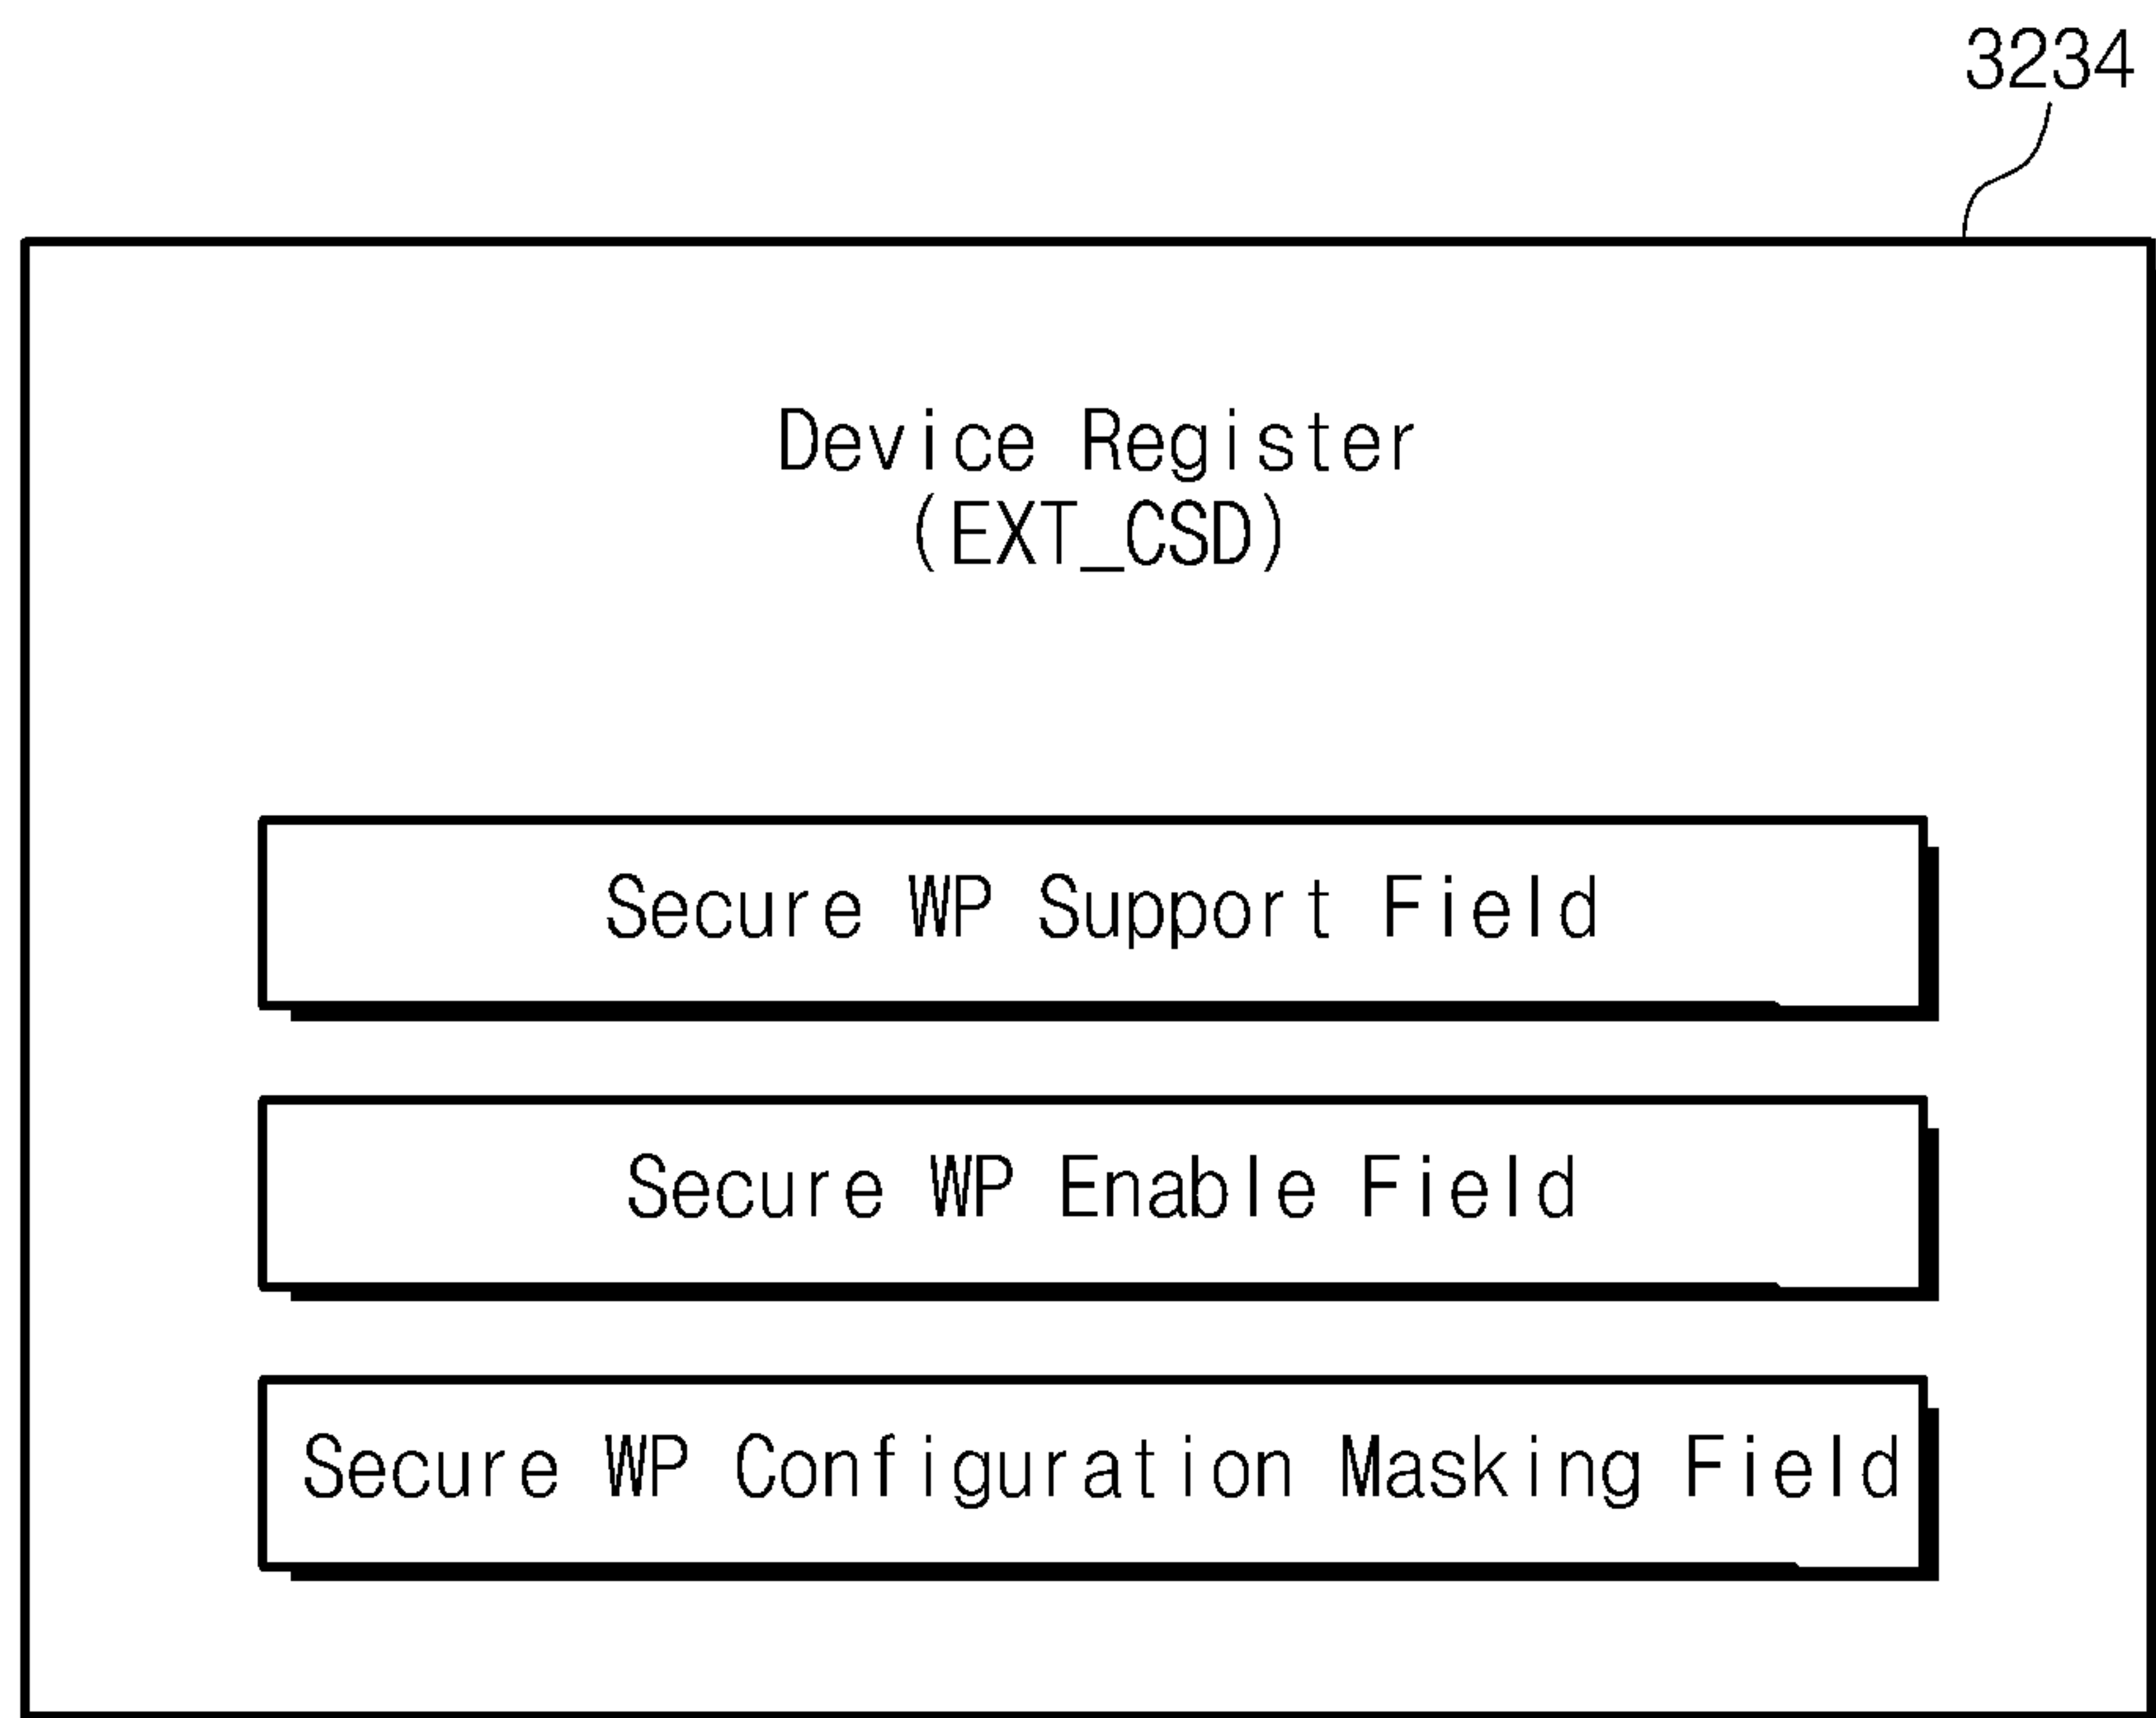 3234
Device Register
(EXT_CSD)
Secure WP Support Field
Secure WP Enable Field
Secure WP Configuration Masking Field